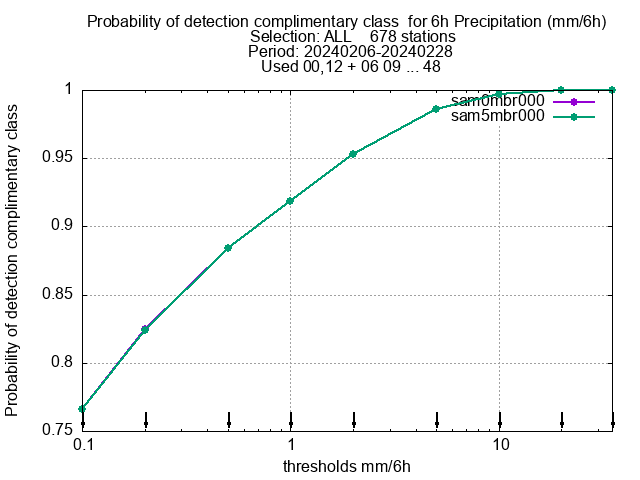 Probability of detection complimentary class  for 6h Precipitation (mm/6h)
Selection: ALL    678 stations
Period: 20240206-20240228
Used 00,12 + 06 09 ... 48
sam0mbr000
sam5mbr000
Probability of detection complimentary class
1
0.95
0.9
0.85
0.8
0.75
0.1
1
10
thresholds mm/6h